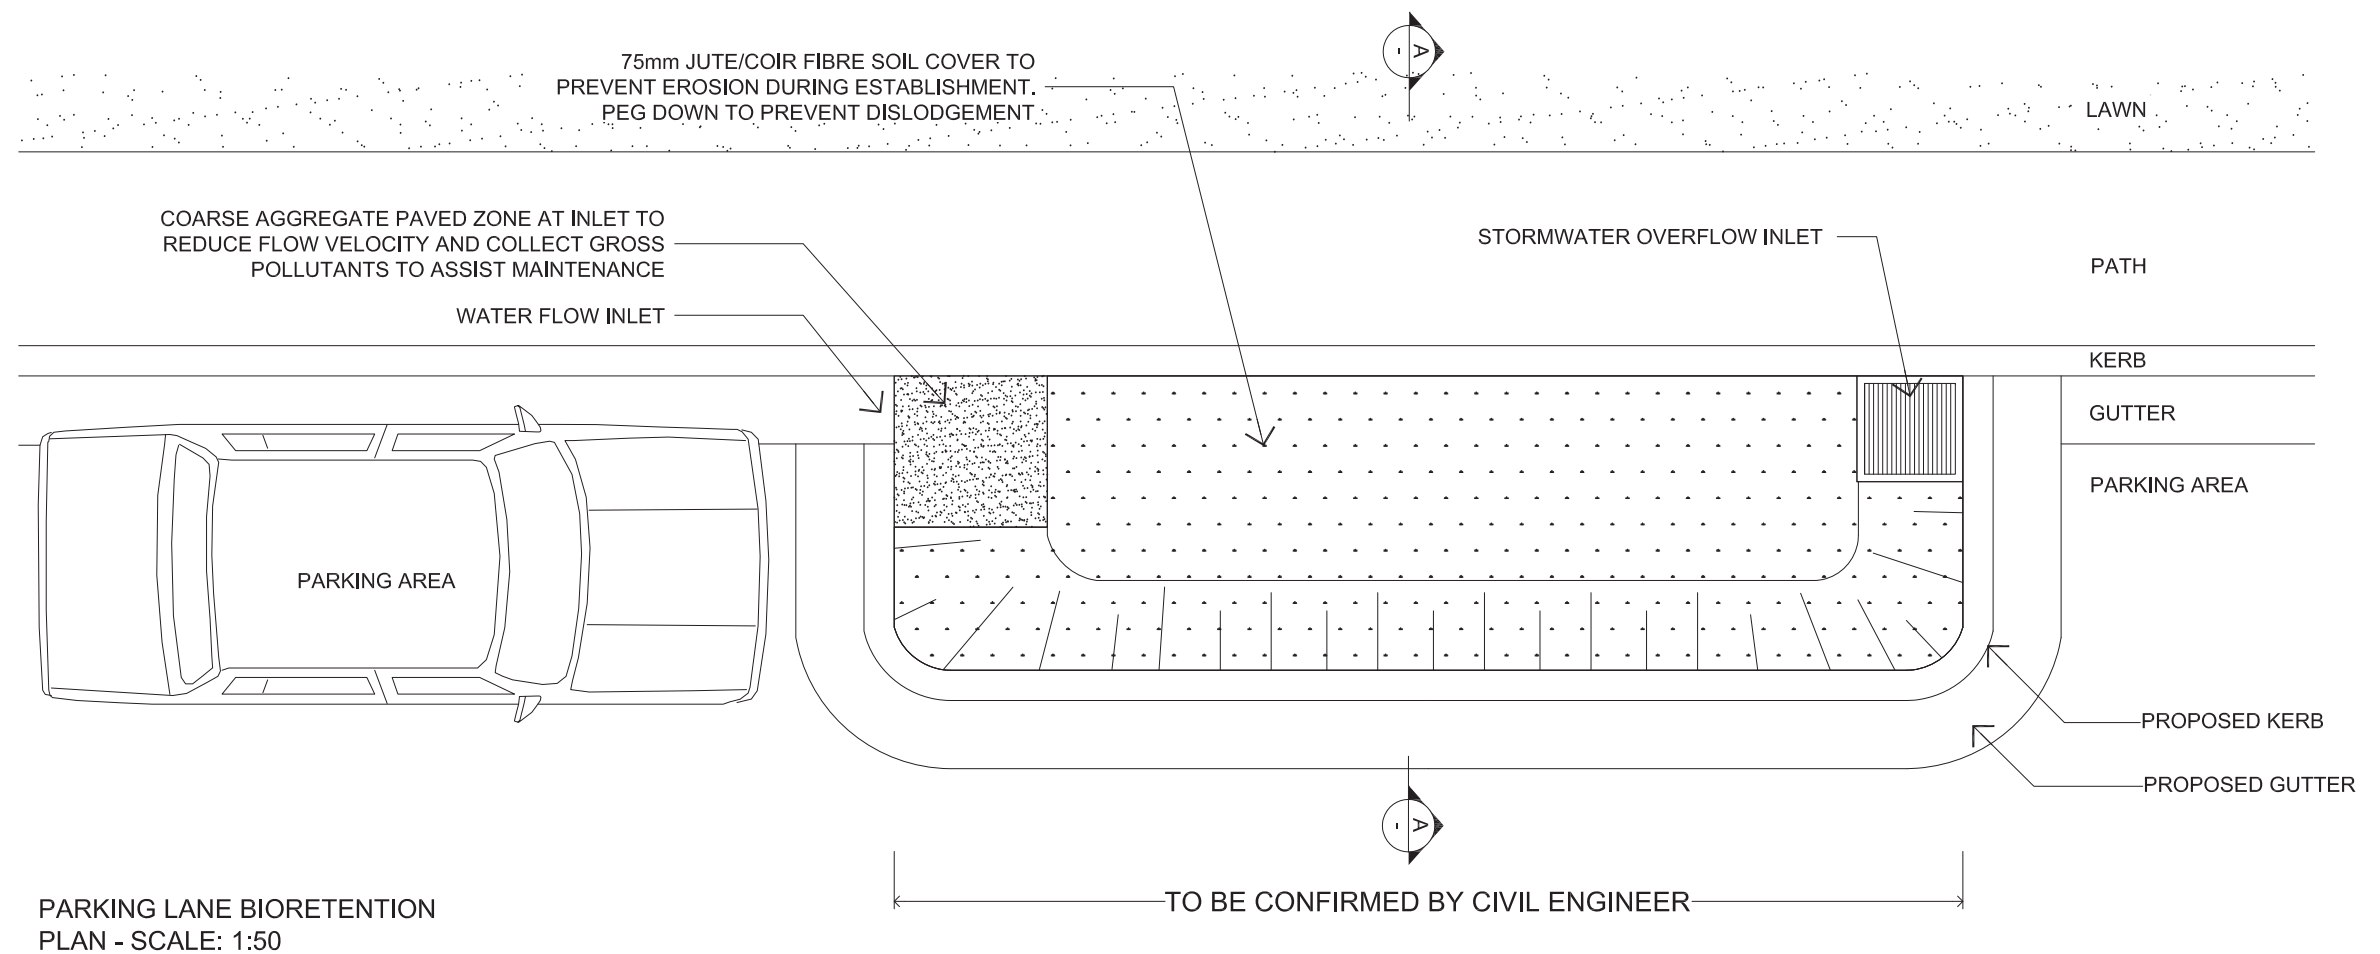 75mm JUTE/COIR FIBRE SOIL COVER TO
PREVENT EROSION DURING ESTABLISHMENT.
PEG DOWN TO PREVENT DISLODGEMENT
- A
LAWN
COARSE AGGREGATE PAVED ZONE AT INLET TO
REDUCE FLOW VELOCITY AND COLLECT GROSS
POLLUTANTS TO ASSIST MAINTENANCE
STORMWATER OVERFLOW INLET
PATH
WATER FLOW INLET
KERB
GUTTER
PARKING AREA
PARKING AREA
PROPOSED KERB
PROPOSED GUTTER
- A
TO BE CONFIRMED BY CIVIL ENGINEER
PARKING LANE BIORETENTION
PLAN - SCALE: 1:50